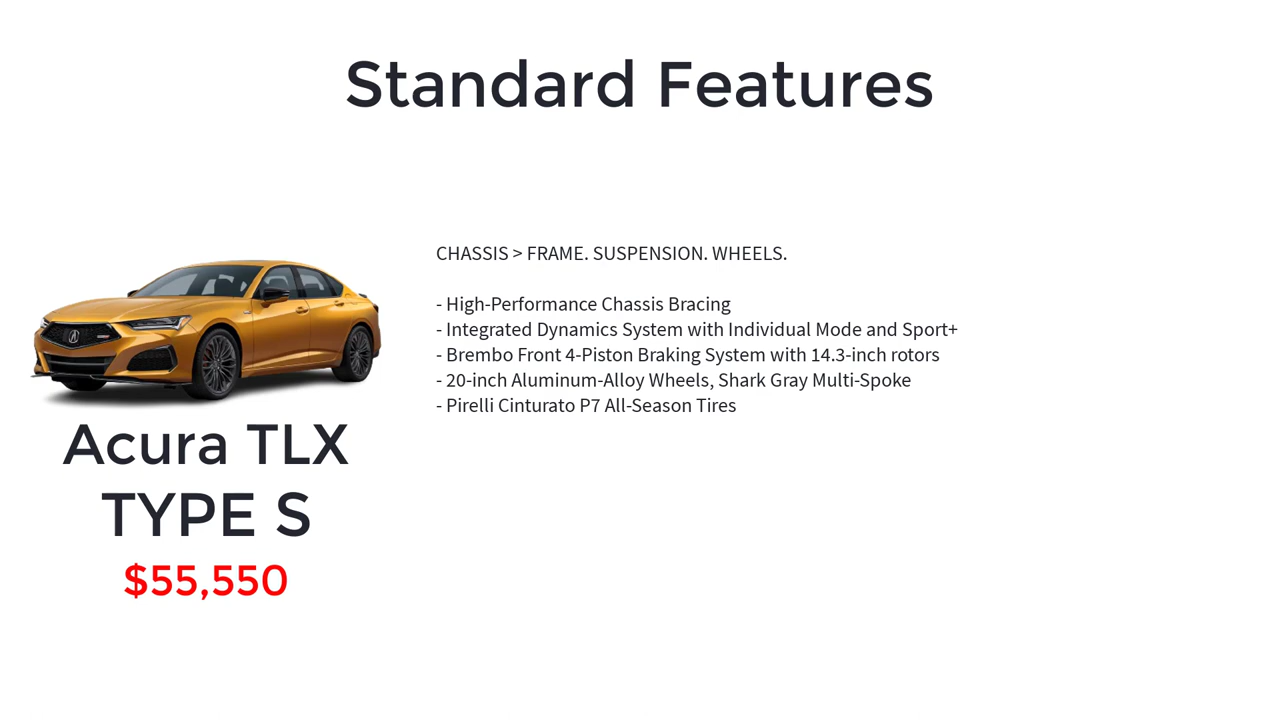 Standard Features
CHASSIS > FRAME. SUSPENSION. WHEELS.
- High-Performance Chassis Bracing
- Integrated Dynamics System with Individual Mode and Sport+
- Brembo Front 4-Piston Braking System with 14.3-inch rotors
- 20-inch Aluminum-Alloy Wheels, Shark Gray Multi-Spoke
- Pirelli Cinturato P7 All-Season Tires
Acura TLX
TYPE S
$55,550